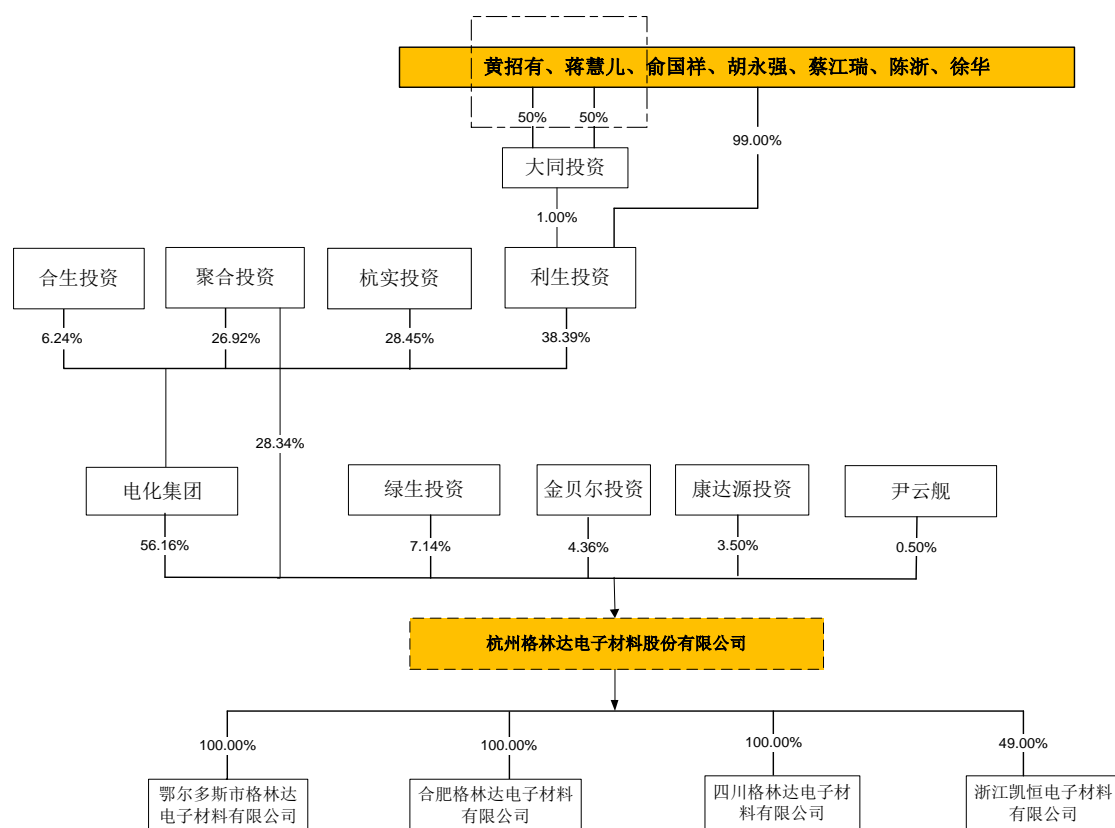 黄招有、蒋慧儿、俞国祥、胡永强、蔡江瑞、陈浙、徐华
50%
50%
99.00%
大同投资
1.00%
合生投资
聚合投资
杭实投资
利生投资
6.24%
26.92%
28.45%
38.39%
28.34%
电化集团
绿生投资
金贝尔投资
康达源投资
尹云舰
56.16%
7.14%
4.36%
3.50%
0.50%
杭州格林达电子材料股份有限公司
100.00%
100.00%
100.00%
49.00%
鄂尔多斯市格林达
电子材料有限公司
合肥格林达电子材料
有限公司
四川格林达电子材
料有限公司
浙江凯恒电子材料
有限公司